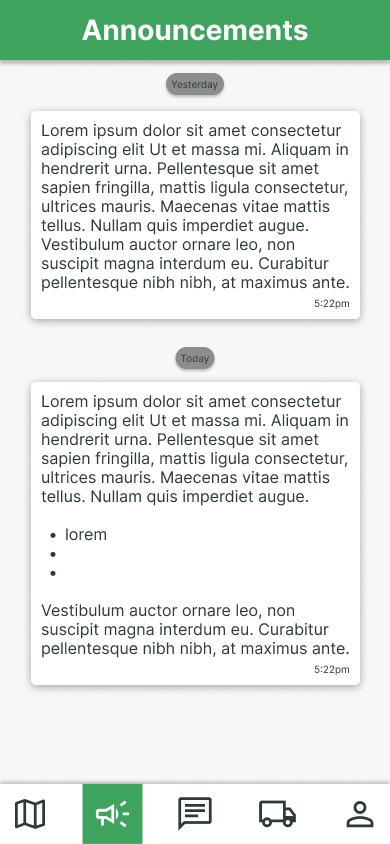 Announcements
Yesterday
Lorem ipsum dolor sit amet consectetur
adipiscing elit Ut et massa mi. Aliquam in
hendrerit urna. Pellentesque sit amet
sapien fringilla, mattis ligula consectetur,
ultrices mauris. Maecenas vitae mattis
tellus. Nullam quis imperdiet augue.
Vestibulum auctor ornare leo, non
suscipit magna interdum eu. Curabitur
pellentesque nibh nibh, at maximus ante.
5:22pm
Today
Lorem ipsum dolor sit amet consectetur
adipiscing elit Ut et massa mi. Aliquam in
hendrerit urna. Pellentesque sit amet
sapien fringilla, mattis ligula consectetur,
ultrices mauris. Maecenas vitae mattis
tellus. Nullam quis imperdiet augue.
• lorem
•
•
Vestibulum auctor ornare leo, non
suscipit magna interdum eu. Curabitur
pellentesque nibh nibh, at maximus ante.
5:22pm